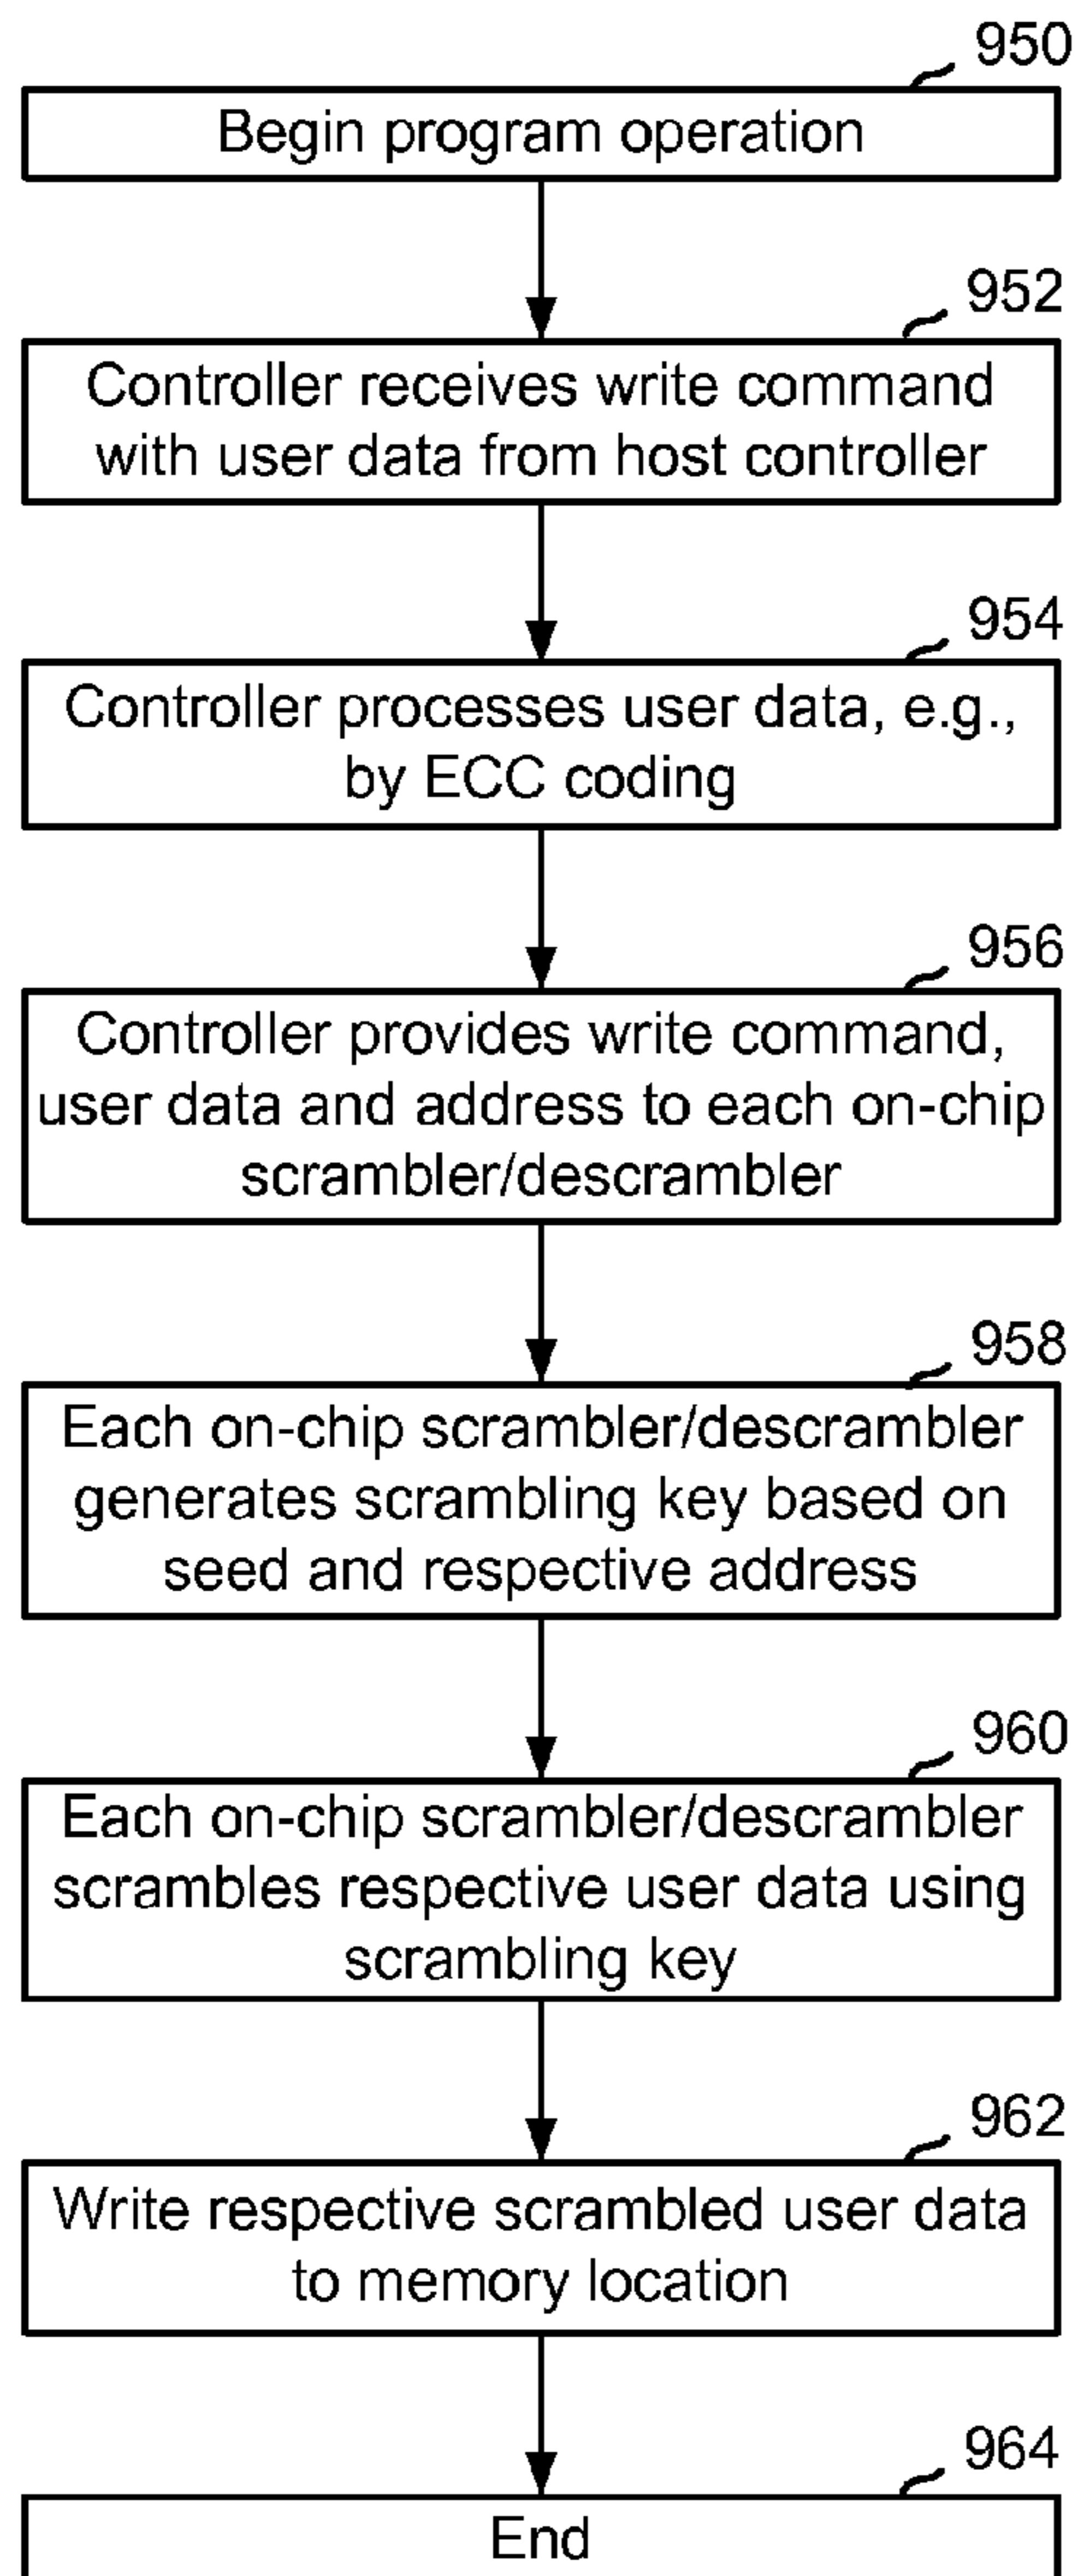 950
Begin program operation
952
Controller receives write command
with user data from host controller
954
Controller processes user data, e.g.,
by ECC coding
956
Controller provides write command,
user data and address to each on-chip
scrambler/descrambler
958
Each on-chip scrambler/descrambler
generates scrambling key based on
seed and respective address
960
Each on-chip scrambler/descrambler
scrambles respective user data using
scrambling key
962
Write respective scrambled user data
to memory location
964
End